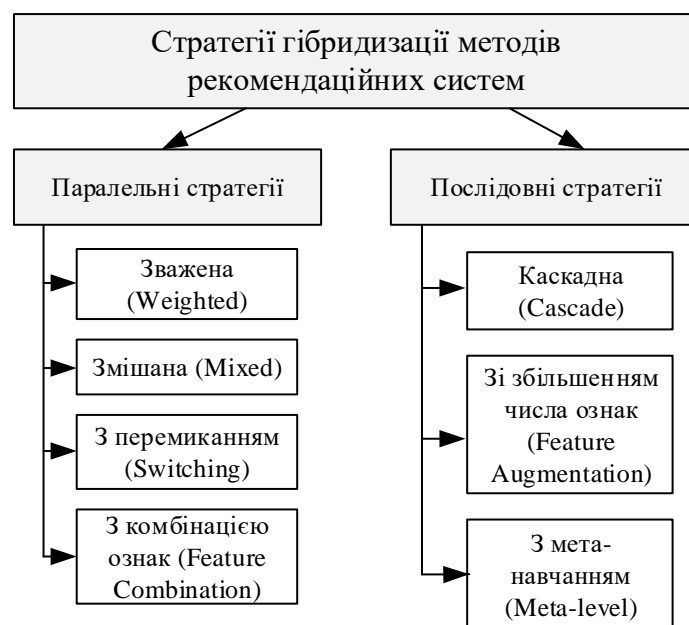 Стратегії гібридизації методів
рекомендаційних систем
Паралельні стратегії
Зважена
(Weighted)
Змішана (Mixed)
З перемиканням
(Switching)
З комбінацією
ознак (Feature
Combination)
Послідовні стратегії
Каскадна
(Cascade)
Зі збільшенням
числа ознак
(Feature
Augmentation)
З мета-
навчанням
(Meta-level)